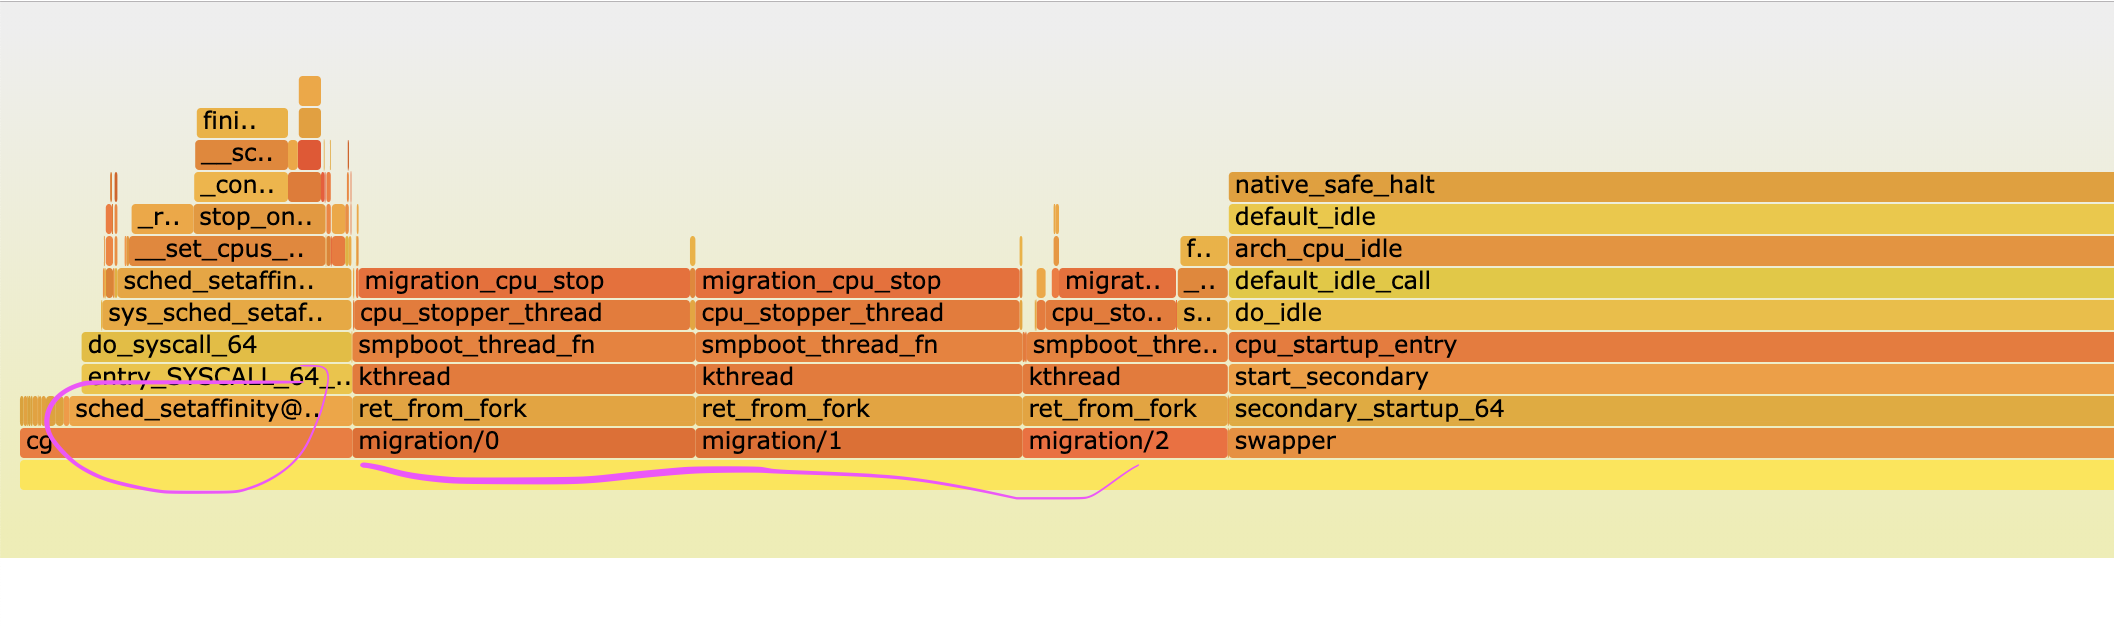 fini..
__sc..
_con.. native_safe_halt
_r.. stop_on.. default_idle
__set_cpus_.. f.. arch_cpu_idle
sched_setaffin.. migration_cpu_stop migration_cpu_stop migrat.. _.. default_idle_call
sys_sched_setaf.. cpu_stopper_thread cpu_stopper_thread cpu_sto.. s.. do_idle
do_syscall_64 smpboot_thread_fn smpboot_thread_fn smpboot_thre.. cpu_startup_entry
entry_SYSCALL_64_.. kthread kthread kthread start_secondary
sched_setaffinity@.. ret_from_fork ret_from_fork ret_from_fork secondary_startup_64
cg migration/0 migration/1 migration/2 swapper